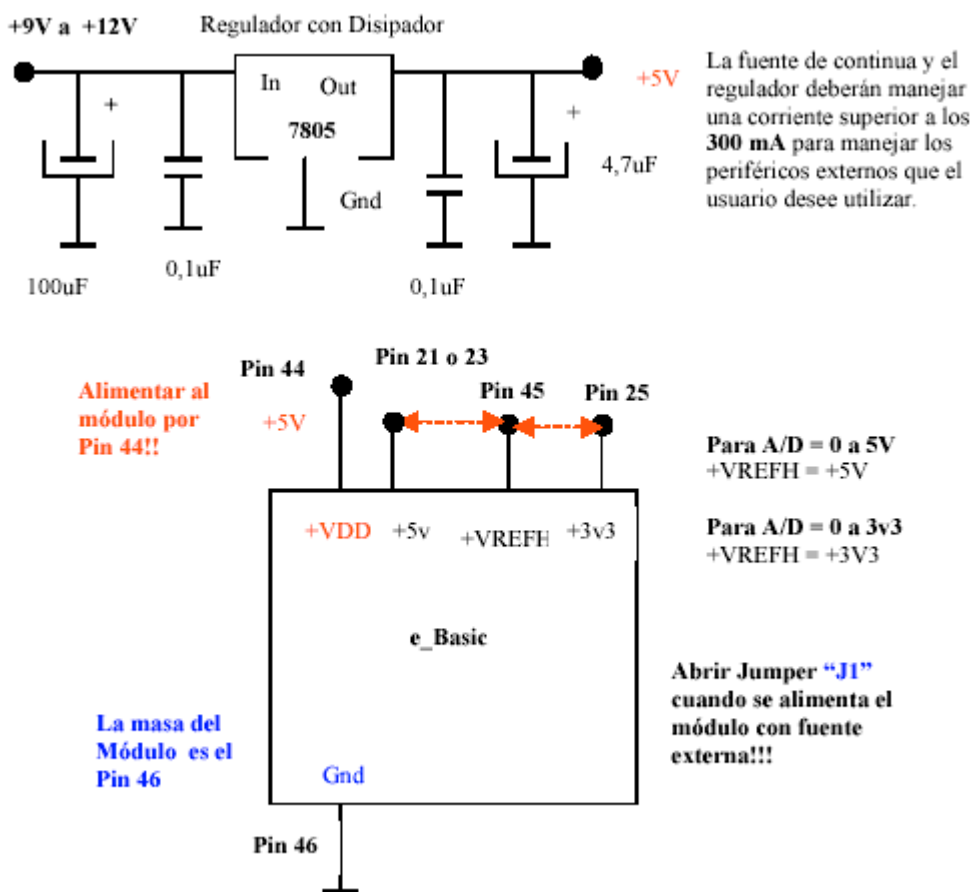 +9V a +12V
Regulador con Disipador
In
Out
7805
Gnd
+
100uF
0,1uF
0,1uF
+
4,7uF
+5V
La fuente de continua y el
regulador deberán manejar
una corriente superior a los
300 mA para manejar los
periféricos externos que el
usuario desee utilizar.
Alimentar al
módulo por
Pin 44!!
Pin 44
+5V
Pin 21 o 23
Pin 45
Pin 25
+VDD
+5v
+VREFH
+3v3
e_Basic
Gnd
Pin 46
La masa del
Módulo es el
Pin 46
Para A/D = 0 a 5V
+VREFH = +5V
Para A/D = 0 a 3v3
+VREFH = +3V3
Abrir Jumper “J1”
cuando se alimenta el
módulo con fuente
externa!!!